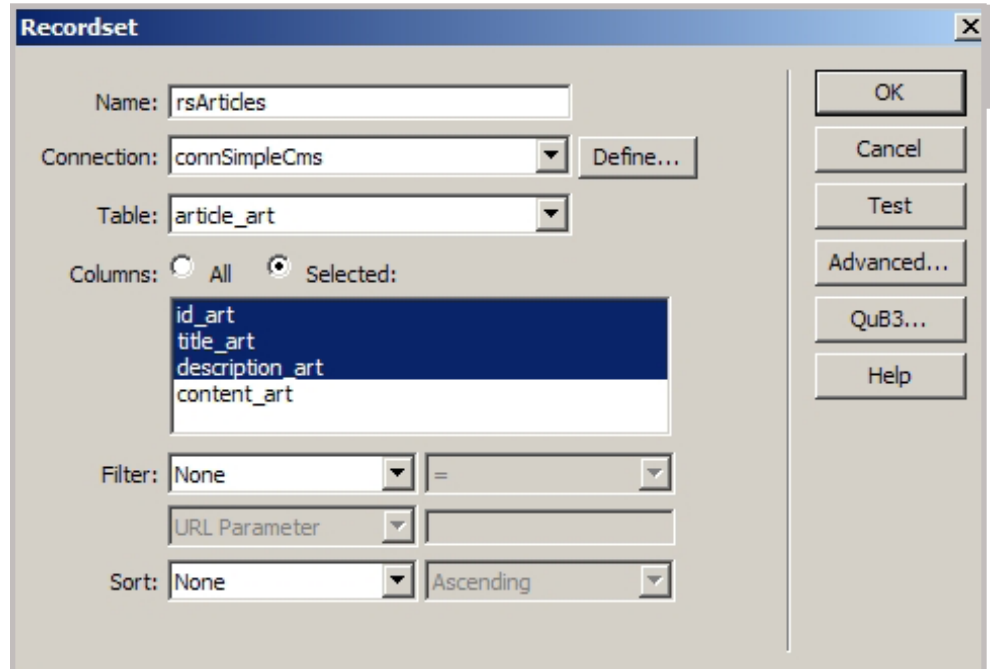 Recordset
Name: rsArticles
Connection: connSimpleCms Define...
Table: article_art
Columns: All Selected:
id_art
title_art
description_art
content_art
Filter: None =
URL Parameter
Sort: None Ascending
OK
Cancel
Test
Advanced...
QuB3...
Help